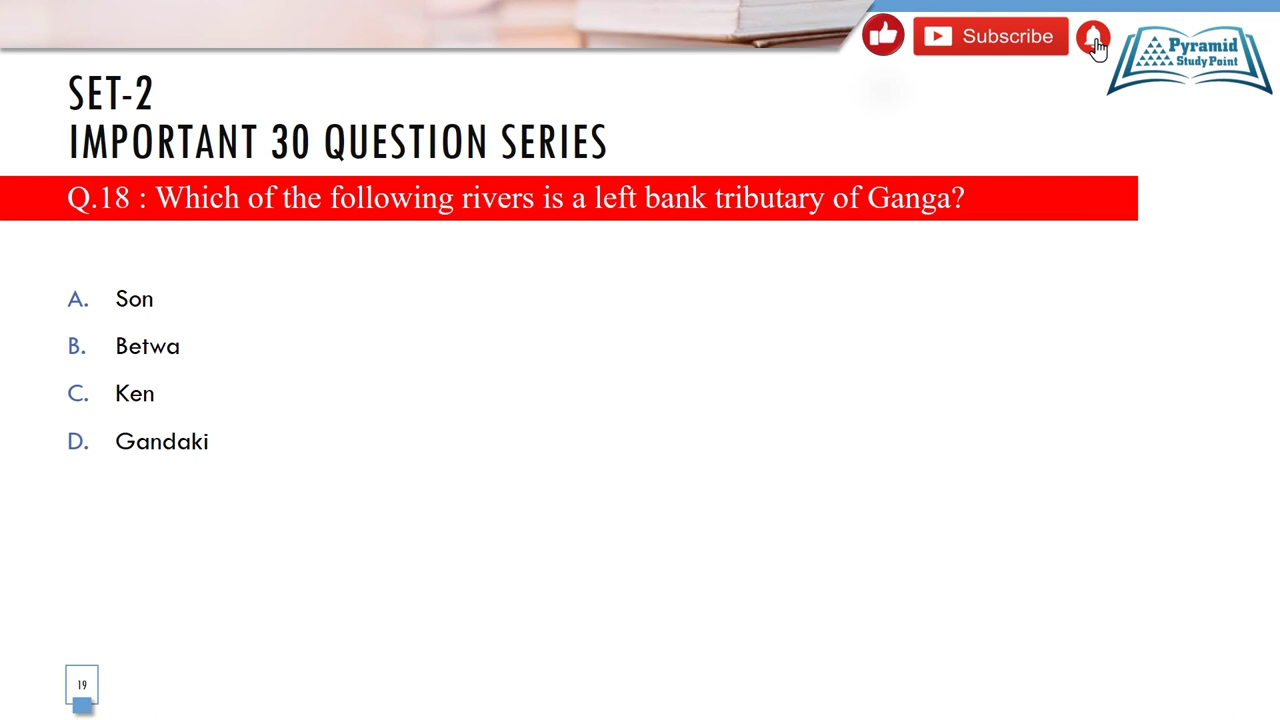 Subscribe
Pyramid
Study Point
SET-2
IMPORTANT 30 QUESTION SERIES
Q.18 : Which of the following rivers is a left bank tributary of Ganga?
A. Son
B. Betwa
C. Ken
D. Gandaki
19